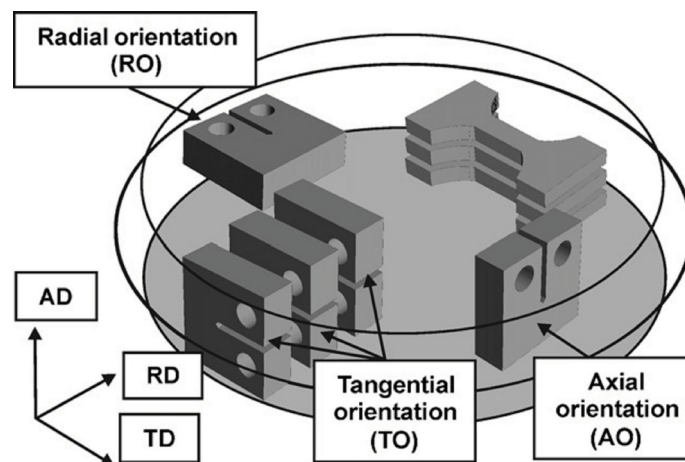 Radial orientation
(RO)
AD
RD
TD
Tangential
orientation
(TO)
Axial
orientation
(AO)